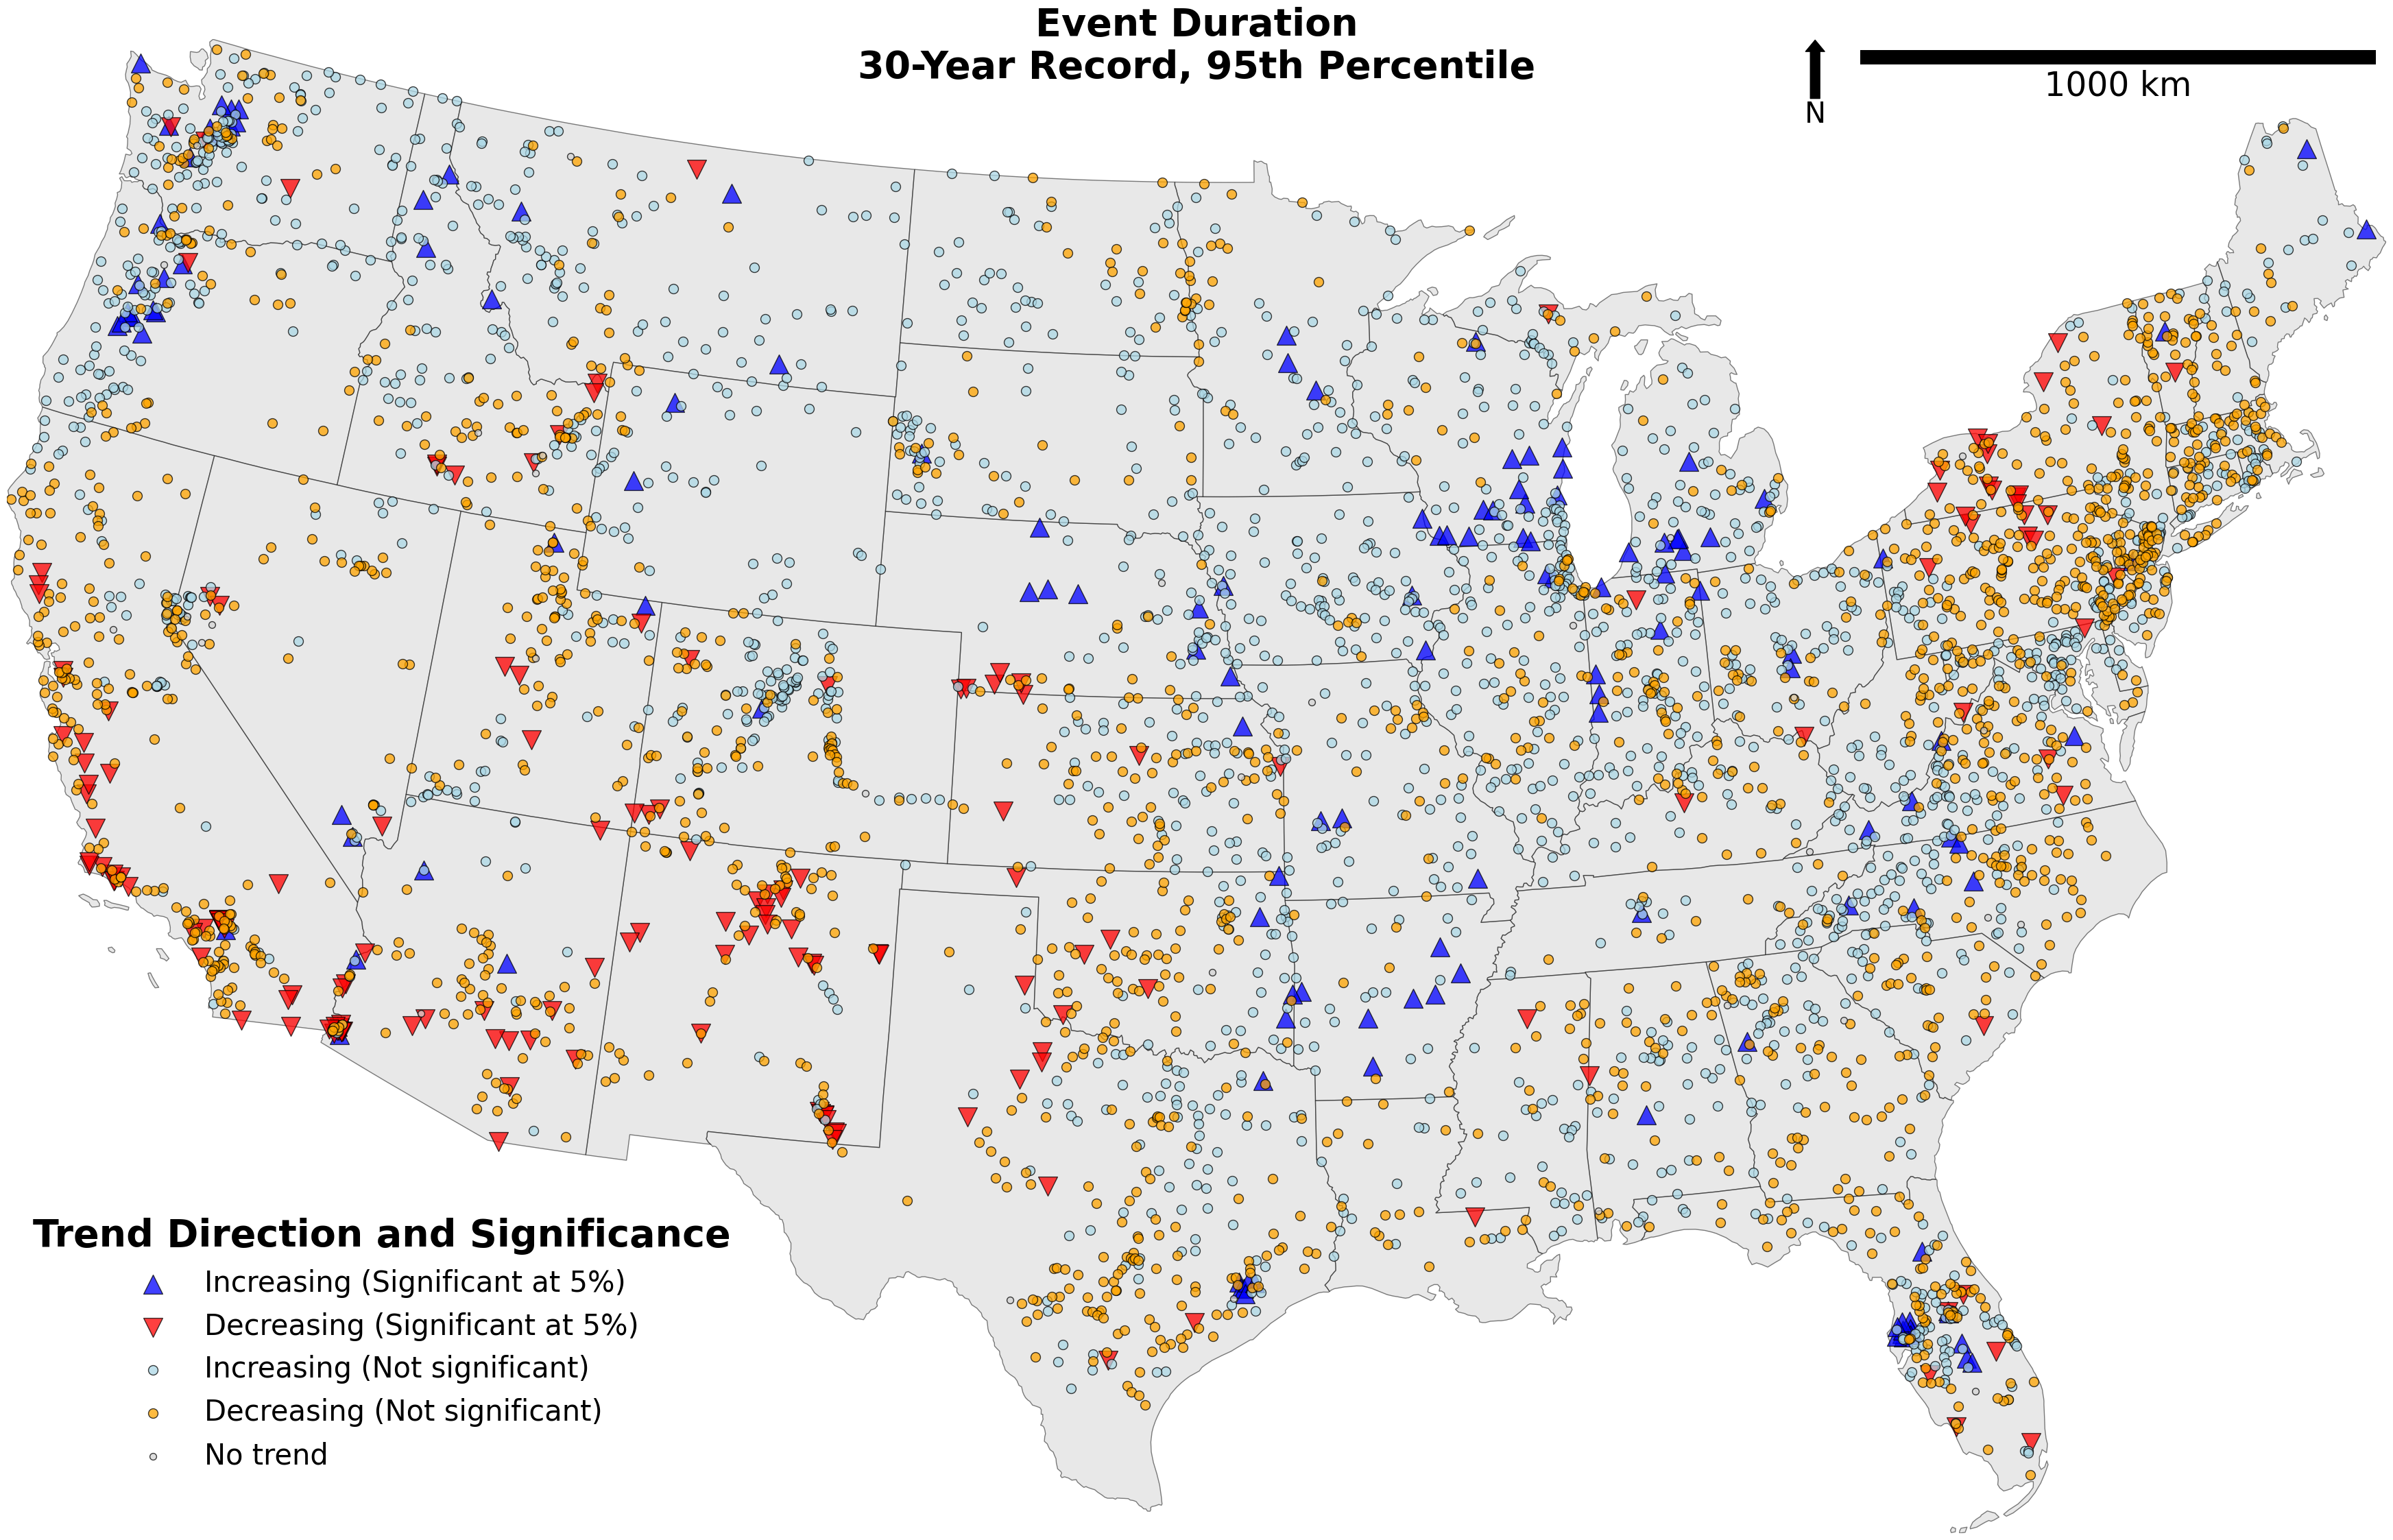 Event Duration
30-Year Record, 95th Percentile
1000 km
N
Trend Direction and Significance
Increasing (Significant at 5%)
Decreasing (Significant at 5%)
Increasing (Not significant)
Decreasing (Not significant)
No trend